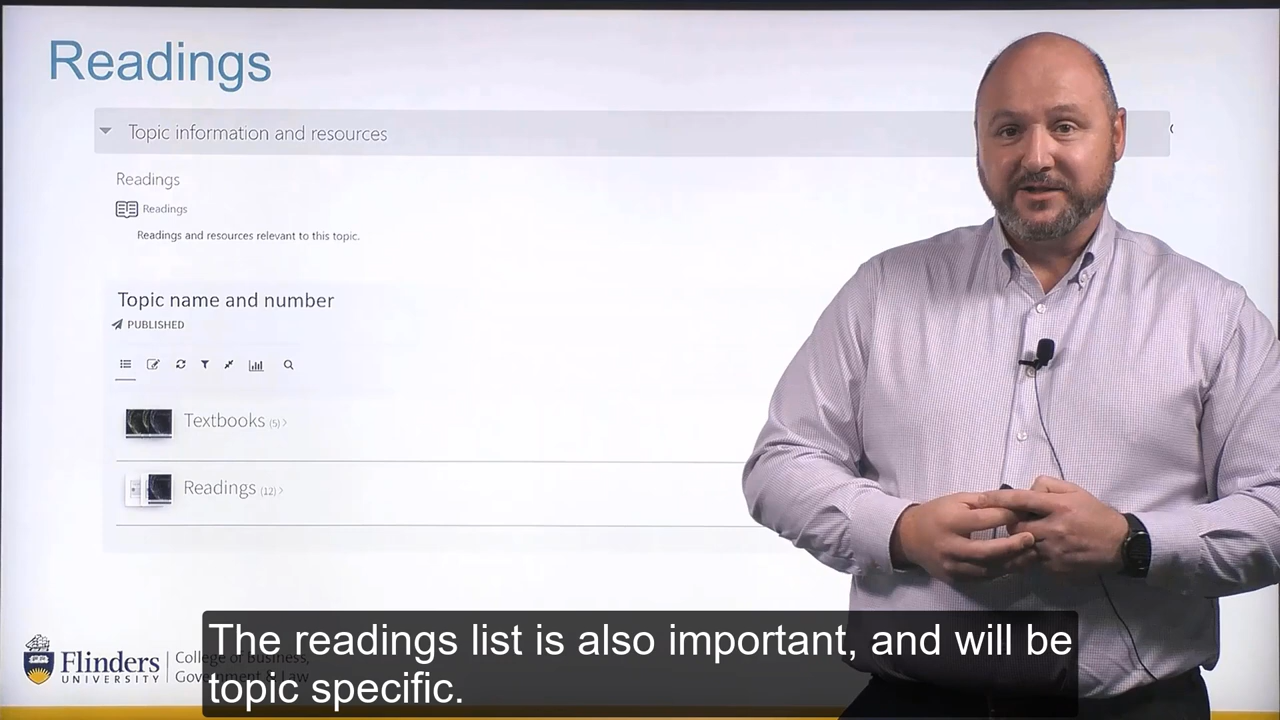 Readings
Topic information and resources
Readings
Readings
Readings and resources relevant to this topic.
Topic name and number
PUBLISHED
Textbooks (5)
Readings (12)
Flinders
UNIVERSITY
College of Business,
Government & Law
The readings list is also important, and will be
topic specific.